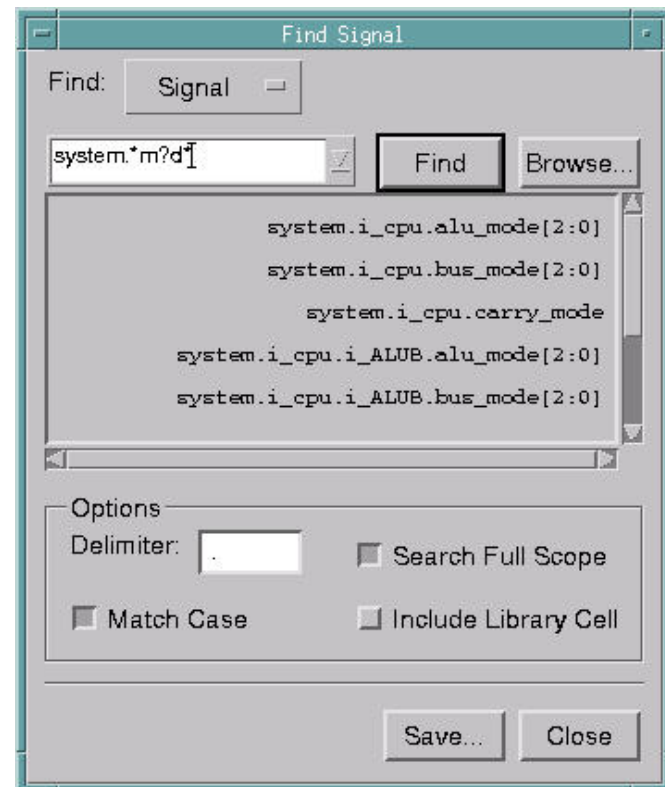 Find Signal
Find: Signal
system.*m?d*
Find Browse...
system.i_cpu.alu_mode[2:0]
system.i_cpu.bus_mode[2:0]
system.i_cpu.carry_mode
system.i_cpu.i_ALUB.alu_mode[2:0]
system.i_cpu.i_ALUB.bus_mode[2:0]
Options
Delimiter: . Search Full Scope
Match Case Include Library Cell
Save... Close